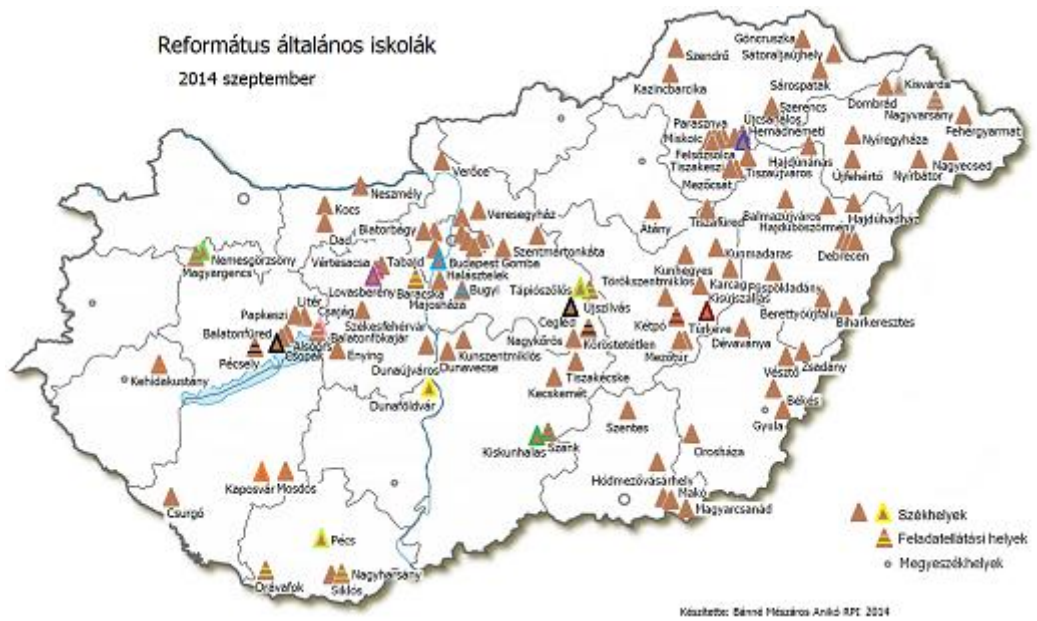 Református általános iskolák
2014 szeptember
Göncruszka
Sátoraljaújhely
Szendrő
Sárospatak
Kazincbarcika
Kisvárda
Dombrád
Nagyvarsány
Szerencs
Fehérgyarmat
Parasznya
Újcsanálos
Hernádnémeti
Miskolc
Nyíregyháza
Felsőzsolca
Hajdúnánás
Nagyecsed
Tiszakeszi
Tiszaújváros
Újfehértó
Nyírbátor
Mezőcsát
Verőce
Neszmély
Kocs
Veresegyház
Balmazújváros
Hajdúhadház
Átány
Tiszafüred
Hajdúböszörmény
Dad
Biatorbágy
Szentmártonkáta
Debrecen
Kunmadaras
Nemesgörzsöny
Magyargencs
Vértesacsa
Tabajd
Budapest
Gomba
Kunhegyes
Halásztelek
Karcag
Püspökladány
Törökszentmiklós
Lovasberény
Baracska
Bugyi
Tápiószőlős
Kisújszállás
Majosháza
Újszilvás
Berettyóújfalu
Papkeszi
Litér
Csajág
Biharkeresztes
Székesfehérvár
Cegléd
Kétpó
Túrkeve
Balatonfüred
Balatonfőkajár
Nagykőrös
Kőröstetétlen
Dévaványa
Alsóörs
Mezőtúr
Pécsely
Csopak
Enying
Kunszentmiklós
Zsadány
Dunavecse
Vésztő
Kehidakustány
Dunaújváros
Tiszakécske
Kecskemét
Békés
Dunaföldvár
Gyula
Szentes
Szank
Orosháza
Kiskunhalas
Hódmezővásárhely
Kaposvár
Mosdós
Makó
Csurgó
Magyarcsanád
Székhelyek
Pécs
Feladatellátási helyek
Megyeszékhelyek
Drávafok
Nagyharsány
Siklós
Készítette: Bánné Mészáros Anikó RPI 2014